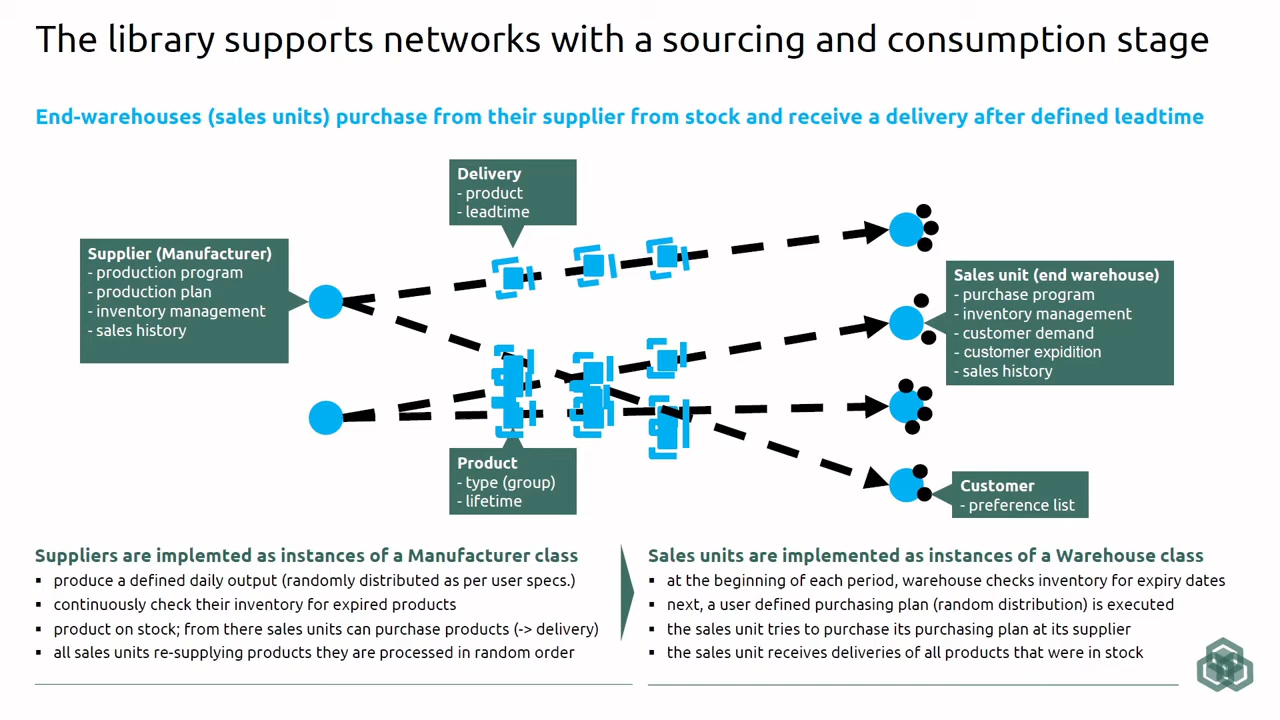 The library supports networks with a sourcing and consumption stage
End-warehouses (sales units) purchase from their supplier from stock and receive a delivery after defined leadtime
Delivery
- product
- leadtime
Supplier (Manufacturer)
- production program
- production plan
- inventory management
- sales history
Sales unit (end warehouse)
- purchase program
- inventory management
- customer demand
- customer expidition
- sales history
Product
- type (group)
- lifetime
Customer
- preference list
Suppliers are implemted as instances of a Manufacturer class
▪ produce a defined daily output (randomly distributed as per user specs.)
▪ continuously check their inventory for expired products
▪ product on stock; from there sales units can purchase products (-> delivery)
▪ all sales units re-supplying products they are processed in random order
Sales units are implemented as instances of a Warehouse class
▪ at the beginning of each period, warehouse checks inventory for expiry dates
▪ next, a user defined purchasing plan (random distribution) is executed
▪ the sales unit tries to purchase its purchasing plan at its supplier
▪ the sales unit receives deliveries of all products that were in stock